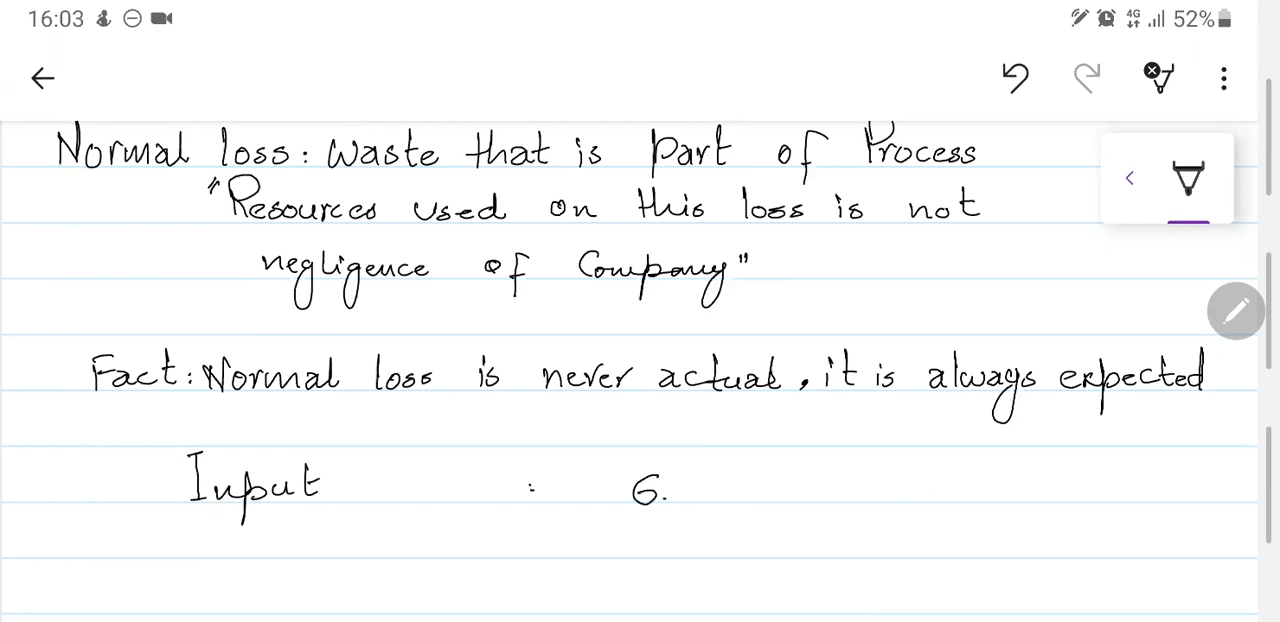 16:03 4G 52%
Normal loss: Waste that is part of Process
"Resources used on this loss is not
negligence of Company"
Fact: Normal loss is never actual, it is always expected
Input : 6.